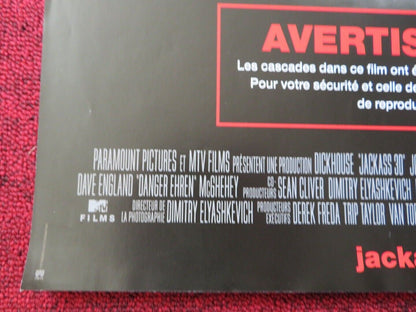 AVERTIS
Les cascades dans ce film ont é
Pour votre sécurité et celle de
de reprodu
PARAMOUNT PICTURES ET MTV FILMS PRÉSENTENT UNE PRODUCTION DICKHOUSE "JACKASS 3D" J
DAVE ENGLAND "DANGER EHREN" McGHEHEY CO-PRODUCTEURS SEAN CLIVER DIMITRY ELYASHKEVICH
MTV FILMS DIRECTEUR DE LA PHOTOGRAPHIE DIMITRY ELYASHKEVICH PRODUCTEURS EXÉCUTIFS DEREK FREDA TRIP TAYLOR VAN TO
jacka